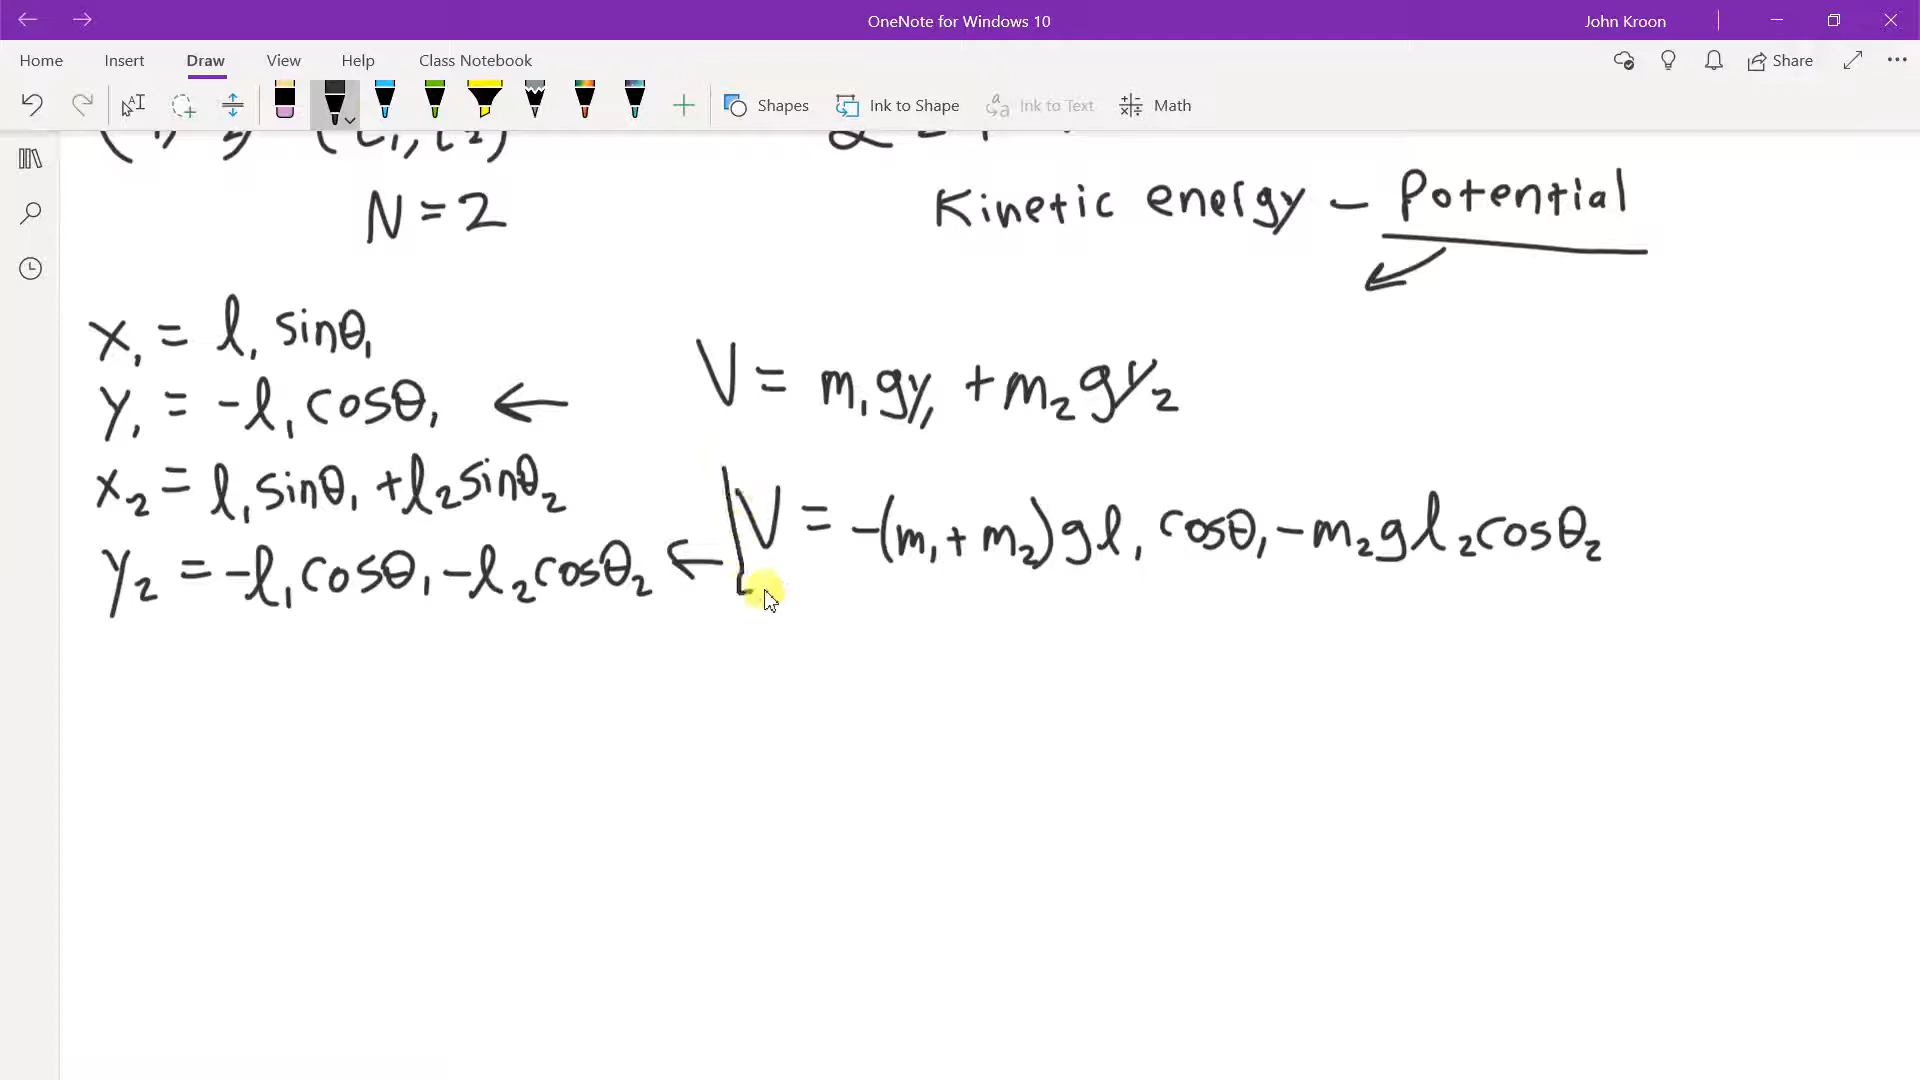 OneNote for Windows 10
John Kroon
Home Insert Draw View Help Class Notebook
Share
Shapes Ink to Shape Ink to Text Math
N = 2
Kinetic energy – Potential
x₁ = l₁ sinθ₁
y₁ = -l₁ cosθ₁ ←
x₂ = l₁ sinθ₁ + l₂ sinθ₂
y₂ = -l₁ cosθ₁ - l₂ cosθ₂ ←
V = m₁gy₁ + m₂gy₂
V = -(m₁ + m₂)gl₁ cosθ₁ - m₂gl₂ cosθ₂